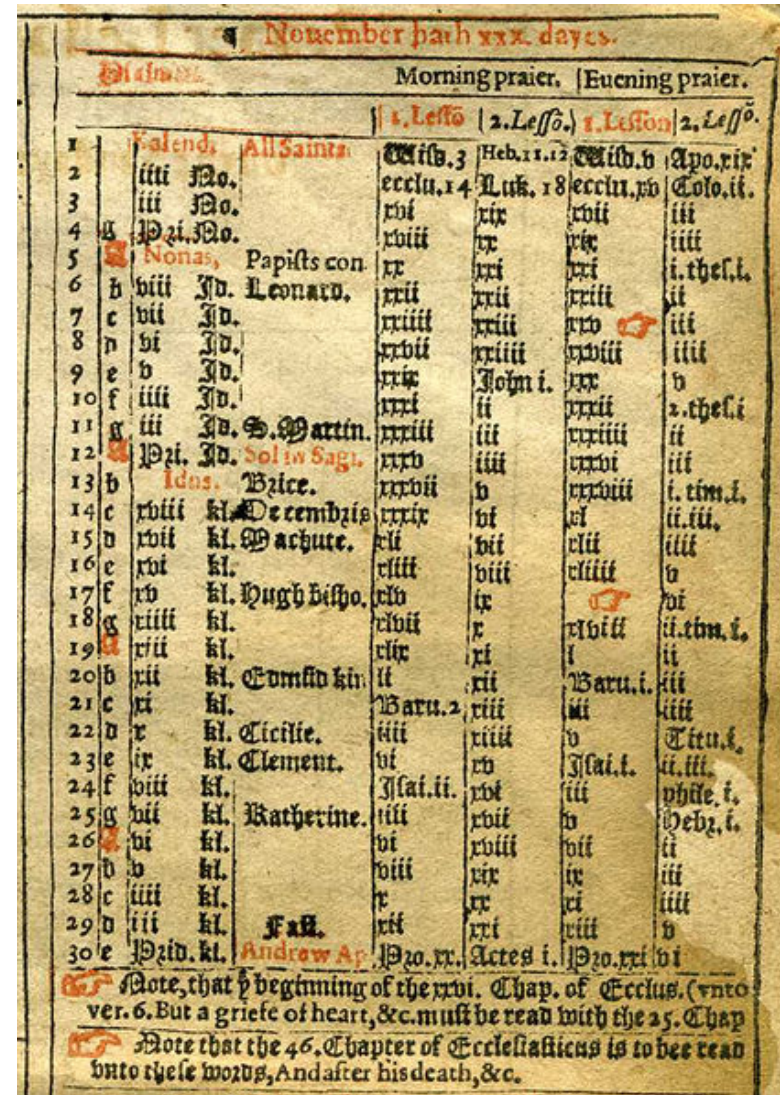 ¶ Nouember hath xxx. dayes.
Psalmes. Morning praier. Euening praier.
1. Lessō 2. Lessō. 1. Lesson 2. Lessō.
1 Kalend. All Saints Wisd. 3 Heb. 11. 12 Wisd. v Apo. xix
2 iiii No. ecclu. 14 Luk. 18 ecclu. xv Colo. ii.
3 iii No. xvi xix xvii iii
4 g Pri. No. xviii xx xix iiii
5 A Nonas, Papists con xx xxi xxi i. thes. i.
6 b viii Id. Leonard. xxii xxii xxiii ii
7 c vii Id. xxiiii xxiii xxv ☞ iii
8 d vi Id. xxvii xxiiii xxviii iiii
9 e v Id. xxix John i. xxx v
10 f iiii Id. xxxi ii xxxii 2. thes. i
11 g iii Id. S. Martin. xxxiii iii xxxiiii ii
12 A Pri. Id. Sol in Sagi. xxxv iiii xxxvi iii
13 b Idus. Brice. xxxvii v xxxviii i. tim. i.
14 c xviii kl. Decembris xxxix vi xl ii. iii.
15 d xvii kl. Machute. xli vii xlii iiii
16 e xvi kl. xliii viii xliiii v
17 f xv kl. Hugh bisho. xlv ix ☞ vi
18 g xiiii kl. xlvii x xlviii ii. tim. i.
19 A xiii kl. xlix xi l ii
20 b xii kl. Edmūd kin li xii Baru. i. iii
21 c xi kl. Baru. 2 xiii iii iiii
22 d x kl. Cicilie. iiii xiiii v Titu. i.
23 e ix kl. Clement. vi xv Isai. i. ii. iii.
24 f viii kl. Isai. ii. xvi iii phile. i.
25 g vii kl. Katherine. iiii xvii v Hebr. i.
26 A vi kl. vi xviii vii ii
27 b v kl. viii xix ix iii
28 c iiii kl. x xx xi iiii
29 d iii kl. Fast. xii xxi xiii v
30 e Prid. kl. Andrew Ap Pro. xx. Actes i. Pro. xxi vi
☞ Note, that yͤ beginning of the xxvi. Chap. of Ecclus. (vnto
ver. 6. But a griefe of heart, &c. must be read with the 25. Chap
☞ Note that the 46. Chapter of Ecclesiasticus is to bee read
vnto these words, And after his death, &c.